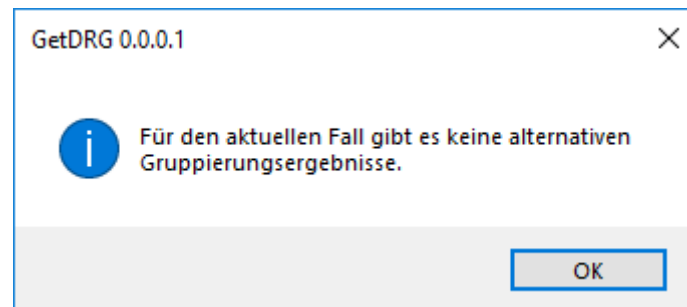 GetDRG 0.0.0.1
Für den aktuellen Fall gibt es keine alternativen
Gruppierungsergebnisse.
OK